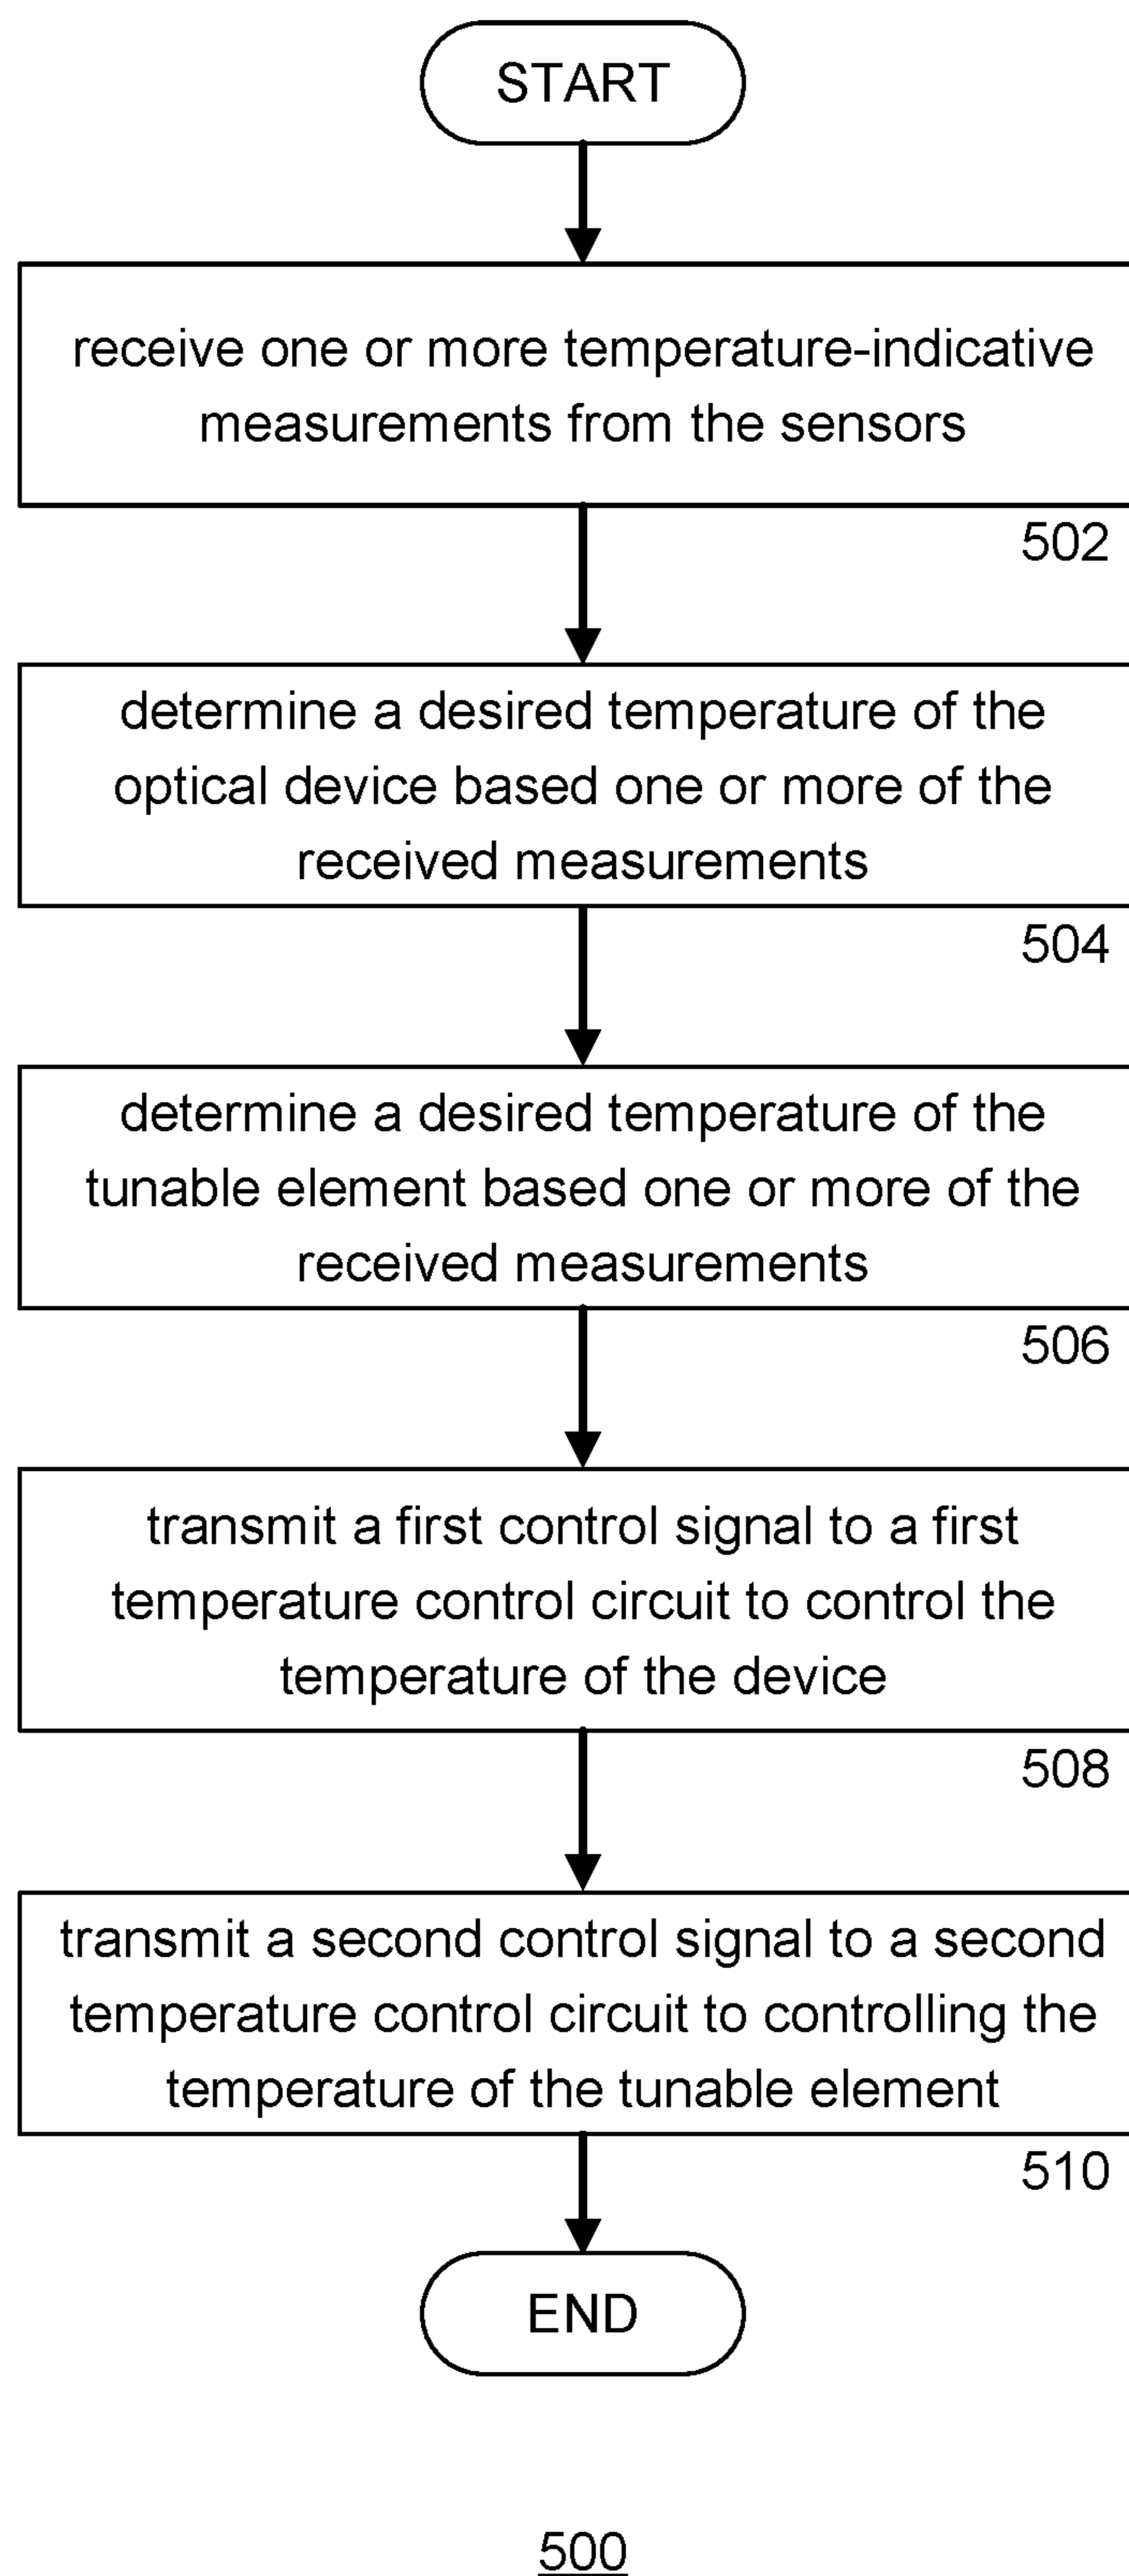 START
receive one or more temperature-indicative
measurements from the sensors
502
determine a desired temperature of the
optical device based one or more of the
received measurements
504
determine a desired temperature of the
tunable element based one or more of the
received measurements
506
transmit a first control signal to a first
temperature control circuit to control the
temperature of the device
508
transmit a second control signal to a second
temperature control circuit to controlling the
temperature of the tunable element
510
END
500